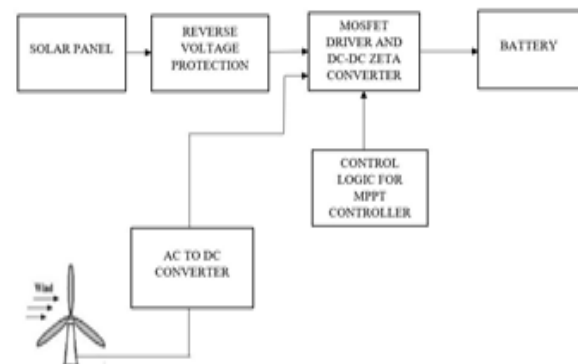 SOLAR PANEL
REVERSE
VOLTAGE
PROTECTION
MOSFET
DRIVER AND
DC-DC ZETA
CONVERTER
BATTERY
CONTROL
LOGIC FOR
MPPT
CONTROLLER
AC TO DC
CONVERTER
Wind